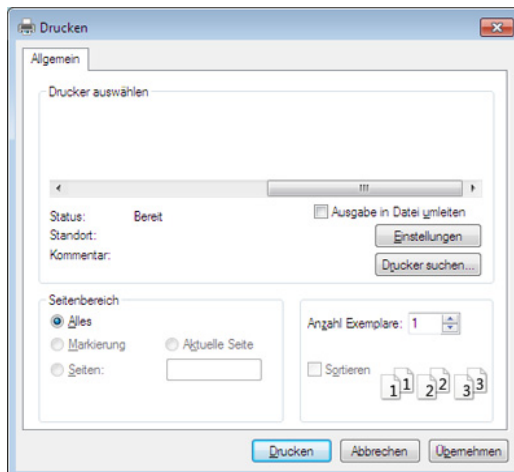 Drucken
Allgemein
Drucker auswählen
Status: Bereit
Ausgabe in Datei umleiten
Standort:
Einstellungen
Kommentar:
Drucker suchen...
Seitenbereich
Alles
Markierung
Aktuelle Seite
Seiten:
Anzahl Exemplare: 1
Sortieren
1 1 2 2 3 3
Drucken
Abbrechen
Übernehmen